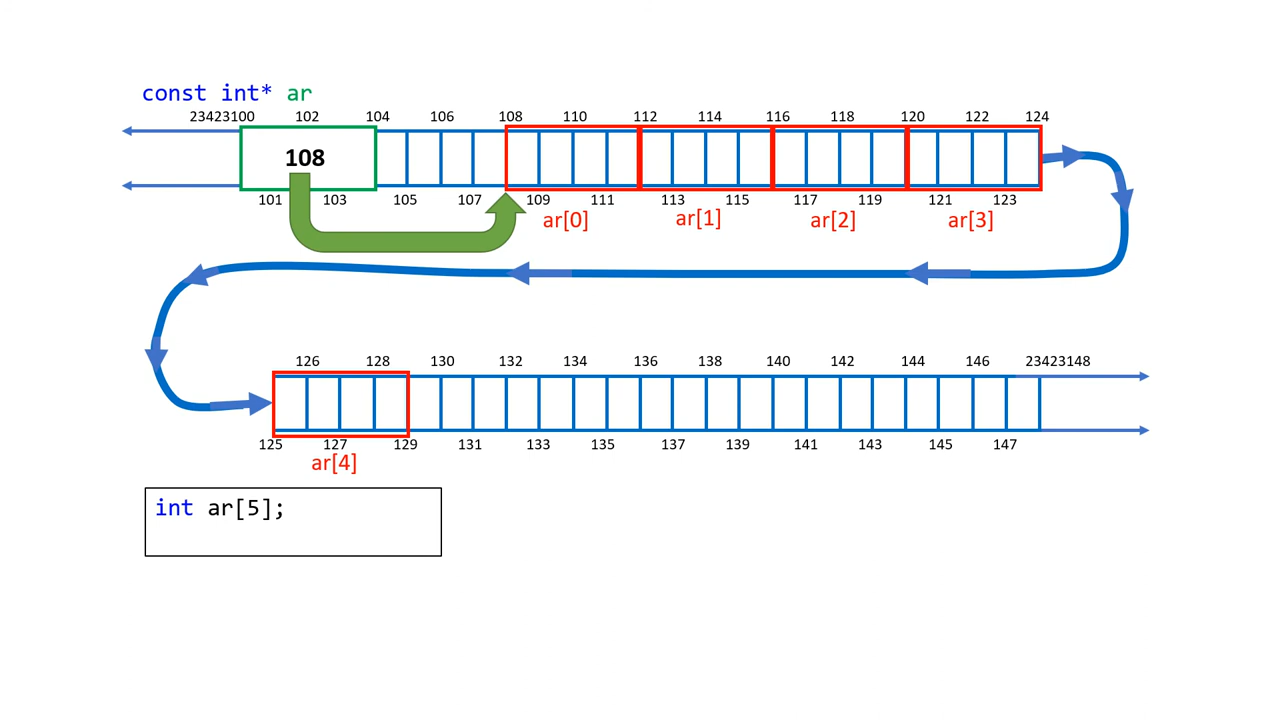 const int* ar
23423100 102 104 106 108 110 112 114 116 118 120 122 124
108
101 103 105 107 109 111 113 115 117 119 121 123
ar[0] ar[1] ar[2] ar[3]
126 128 130 132 134 136 138 140 142 144 146 23423148
125 127 129 131 133 135 137 139 141 143 145 147
ar[4]
int ar[5];